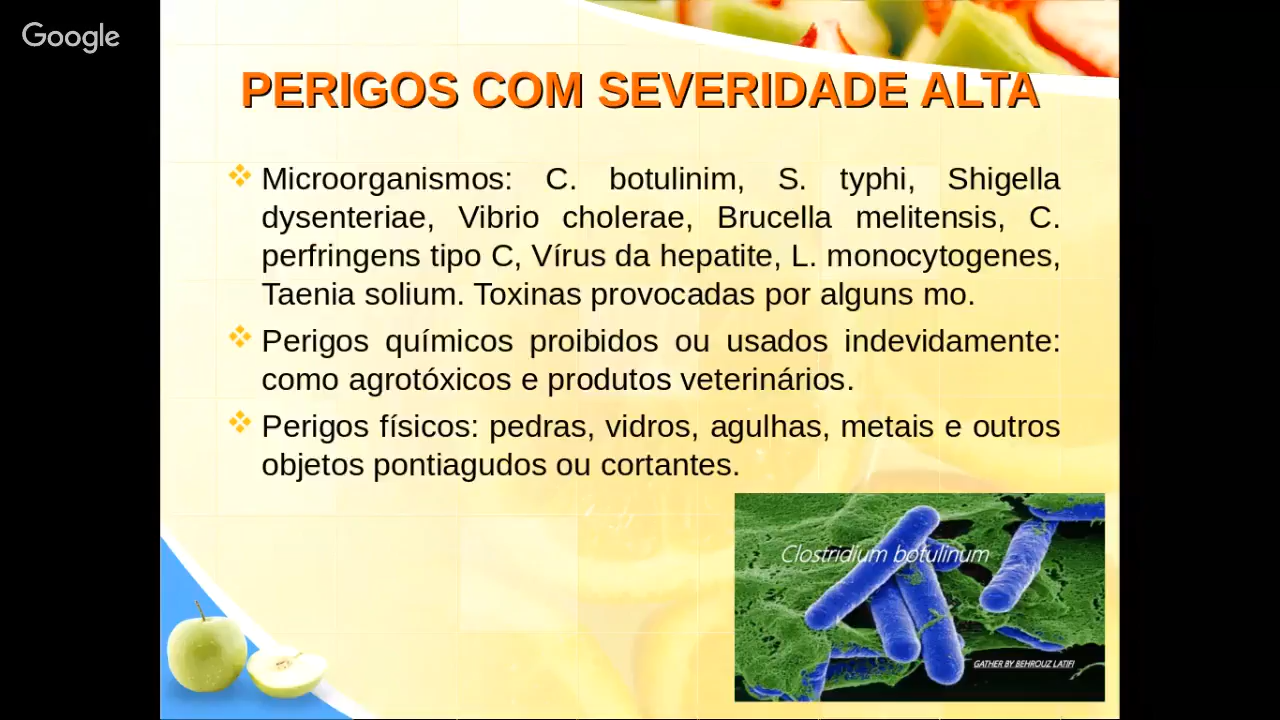 Google
PERIGOS COM SEVERIDADE ALTA
Microorganismos: C. botulinim, S. typhi, Shigella
dysenteriae, Vibrio cholerae, Brucella melitensis, C.
perfringens tipo C, Vírus da hepatite, L. monocytogenes,
Taenia solium. Toxinas provocadas por alguns mo.
Perigos químicos proibidos ou usados indevidamente:
como agrotóxicos e produtos veterinários.
Perigos físicos: pedras, vidros, agulhas, metais e outros
objetos pontiagudos ou cortantes.
Clostridium botulinum
GATHER BY BEHROUZ LATIFI